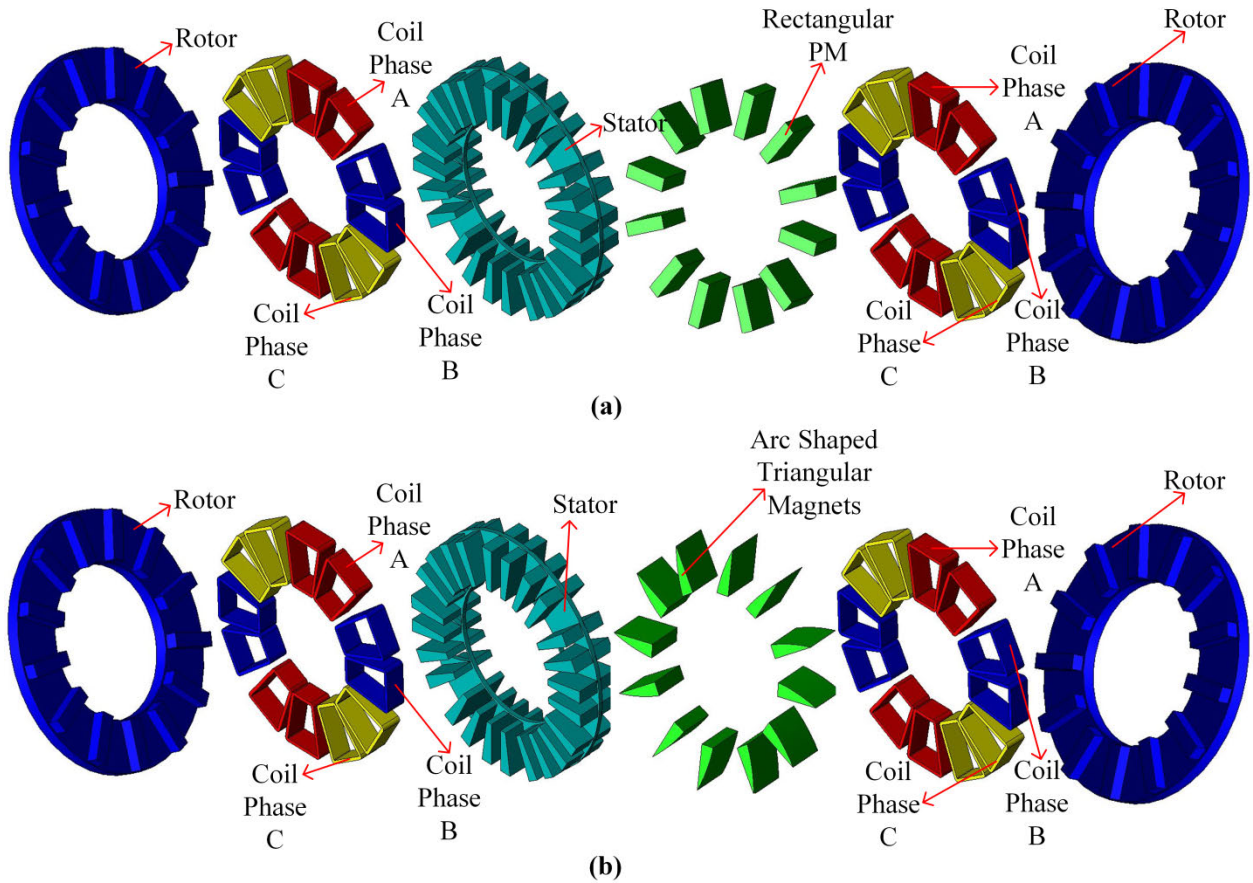 Rotor
Coil
Phase
A
Stator
Rectangular
PM
Coil
Phase
A
Rotor
Coil
Phase
C
Coil
Phase
B
Coil
Phase
C
Coil
Phase
B
(a)
Rotor
Coil
Phase
A
Stator
Arc Shaped
Triangular
Magnets
Coil
Phase
A
Rotor
Coil
Phase
C
Coil
Phase
B
Coil
Phase
C
Coil
Phase
B
(b)